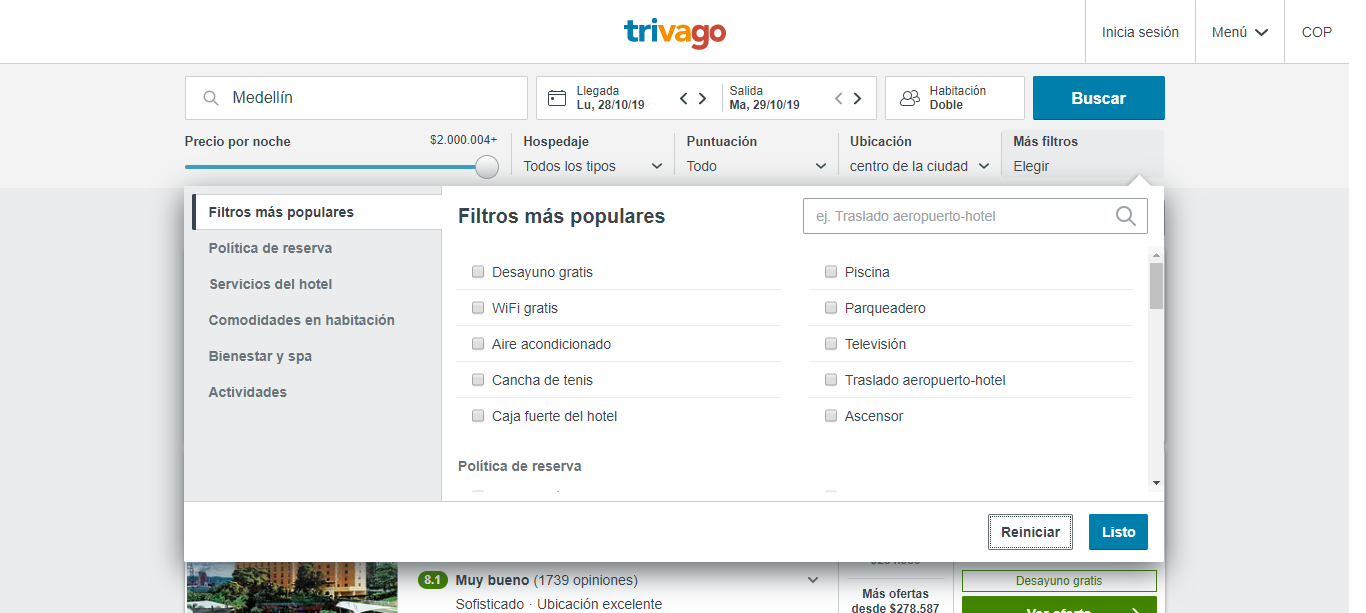 trivago
Inicia sesión
Menú
COP
Medellín
Llegada
Lu, 28/10/19
Salida
Ma, 29/10/19
Habitación
Doble
Buscar
Precio por noche
$2.000.004+
Hospedaje
Todos los tipos
Puntuación
Todo
Ubicación
centro de la ciudad
Más filtros
Elegir
Filtros más populares
Política de reserva
Servicios del hotel
Comodidades en habitación
Bienestar y spa
Actividades
Filtros más populares
ej. Traslado aeropuerto-hotel
Desayuno gratis
Piscina
WiFi gratis
Parqueadero
Aire acondicionado
Televisión
Cancha de tenis
Traslado aeropuerto-hotel
Caja fuerte del hotel
Ascensor
Política de reserva
Reiniciar
Listo
8.1 Muy bueno (1739 opiniones)
Sofisticado · Ubicación excelente
Más ofertas
desde $278.587
Desayuno gratis
Ver oferta